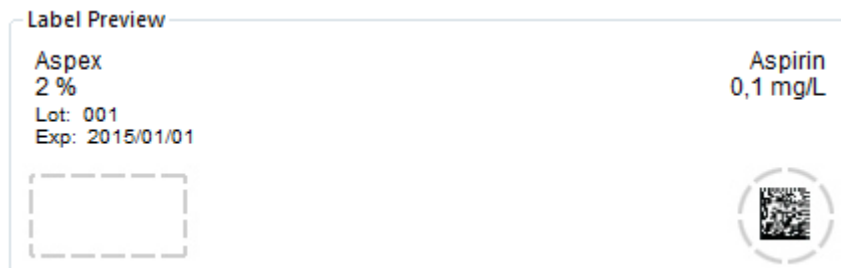 Label Preview
Aspex
2 %
Lot: 001
Exp: 2015/01/01
Aspirin
0,1 mg/L